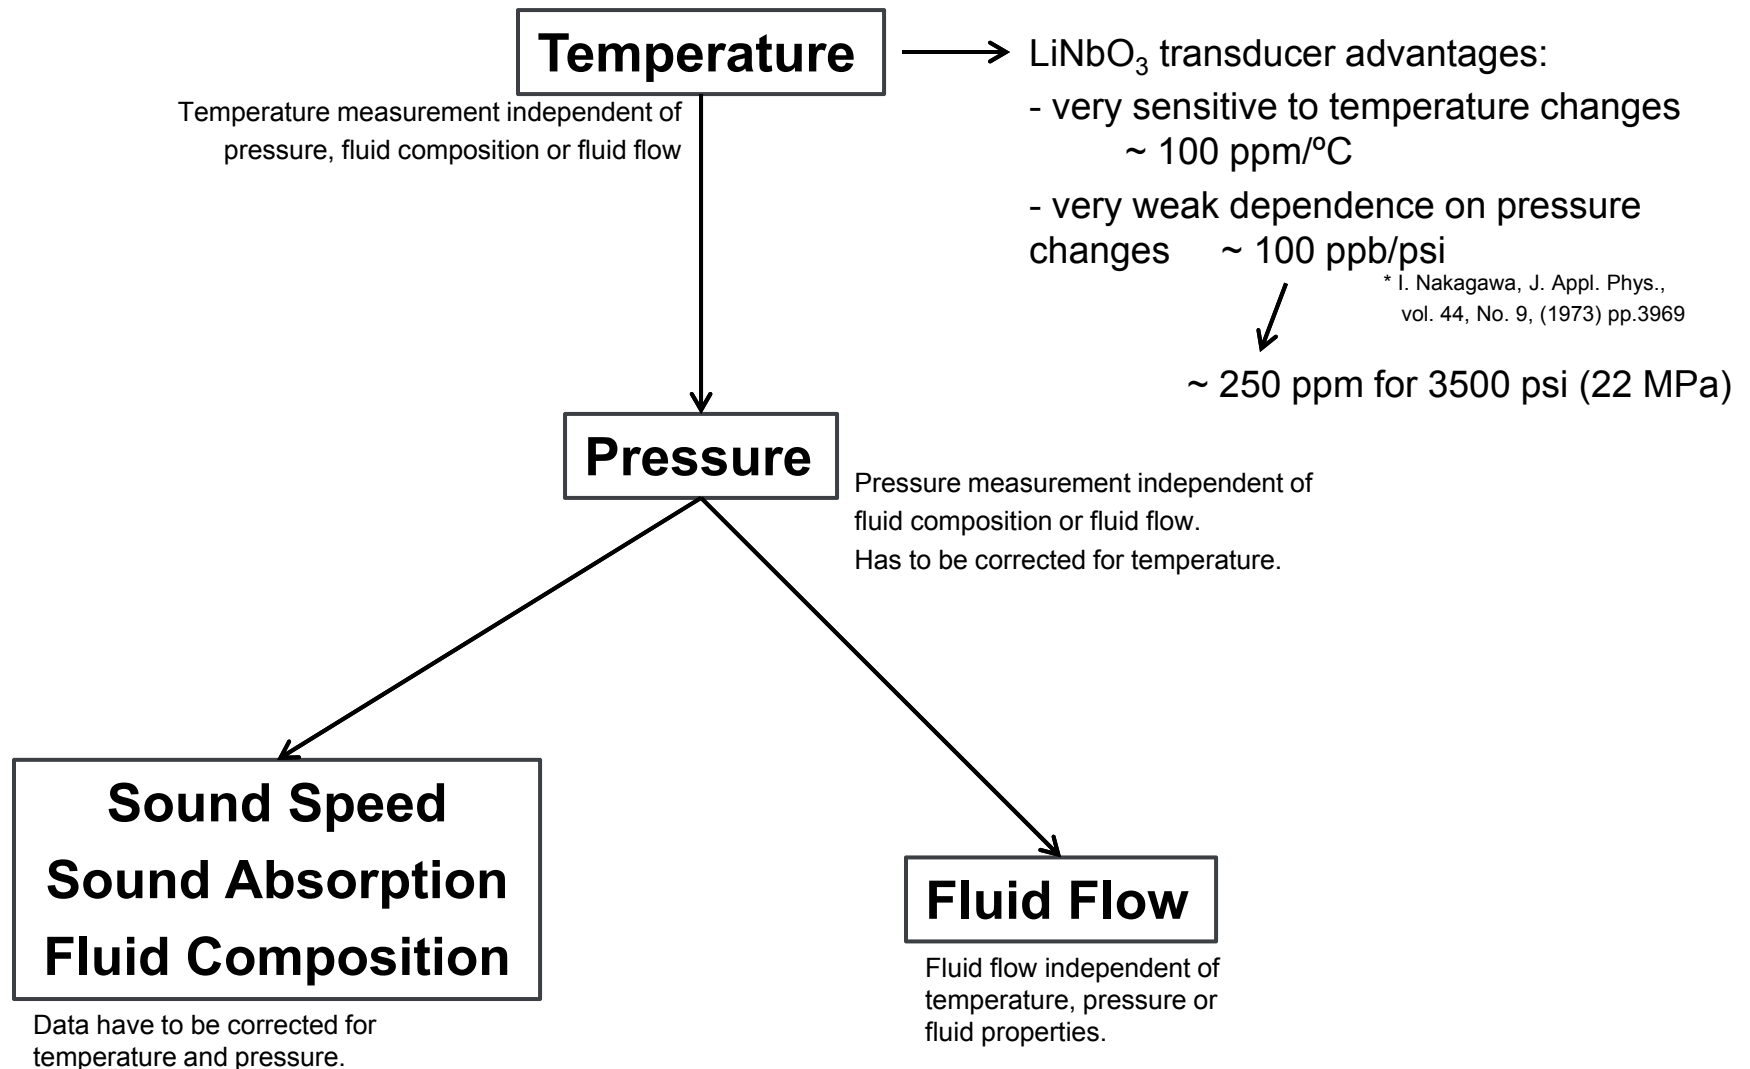 Temperature
Temperature measurement independent of
pressure, fluid composition or fluid flow
LiNbO₃ transducer advantages:
- very sensitive to temperature changes
~ 100 ppm/ºC
- very weak dependence on pressure
changes ~ 100 ppb/psi
* I. Nakagawa, J. Appl. Phys.,
vol. 44, No. 9, (1973) pp.3969
~ 250 ppm for 3500 psi (22 MPa)
Pressure
Pressure measurement independent of
fluid composition or fluid flow.
Has to be corrected for temperature.
Sound Speed
Sound Absorption
Fluid Composition
Data have to be corrected for
temperature and pressure.
Fluid Flow
Fluid flow independent of
temperature, pressure or
fluid properties.